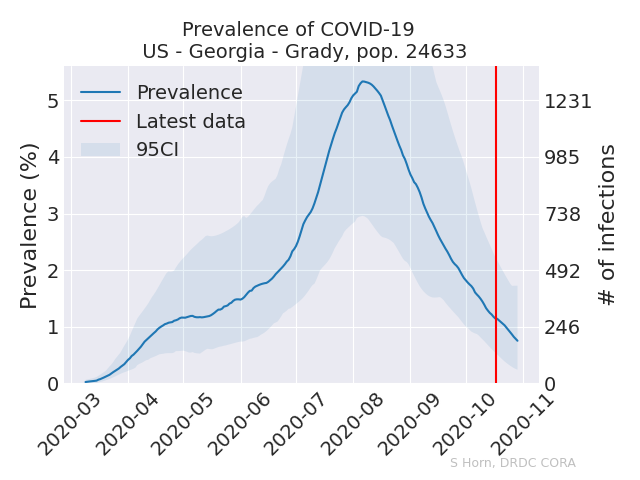 Prevalence of COVID-19
US - Georgia - Grady, pop. 24633
Prevalence
Latest data
95CI
Prevalence (%)
5
4
3
2
1
0
1231
985
738
492
246
0
# of infections
2020-03
2020-04
2020-05
2020-06
2020-07
2020-08
2020-09
2020-10
2020-11
S Horn, DRDC CORA